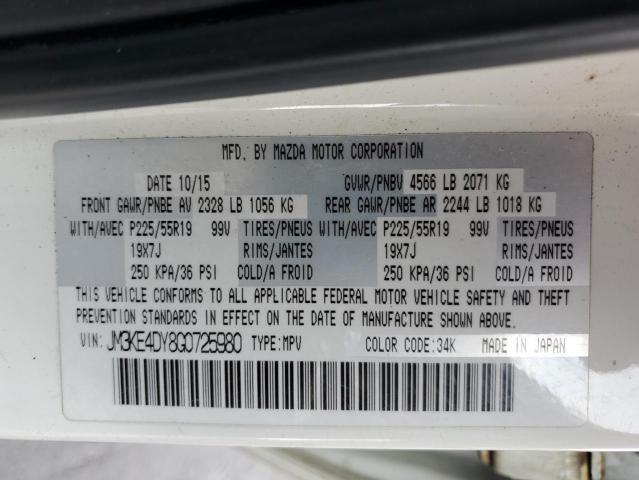 MFD. BY MAZDA MOTOR CORPORATION
DATE 10/15 GVWR/PNBV 4566 LB 2071 KG
FRONT GAWR/PNBE AV 2328 LB 1056 KG REAR GAWR/PNBE AR 2244 LB 1018 KG
WITH/AVEC P225/55R19 99V TIRES/PNEUS WITH/AVEC P225/55R19 99V TIRES/PNEUS
19X7J RIMS/JANTES 19X7J RIMS/JANTES
250 KPA/36 PSI COLD/A FROID 250 KPA/36 PSI COLD/A FROID
THIS VEHICLE CONFORMS TO ALL APPLICABLE FEDERAL MOTOR VEHICLE SAFETY AND THEFT
PREVENTION STANDARDS IN EFFECT ON THE DATE OF MANUFACTURE SHOWN ABOVE.
VIN: JM3KE4DY8G0725980 TYPE:MPV COLOR CODE:34K MADE IN JAPAN